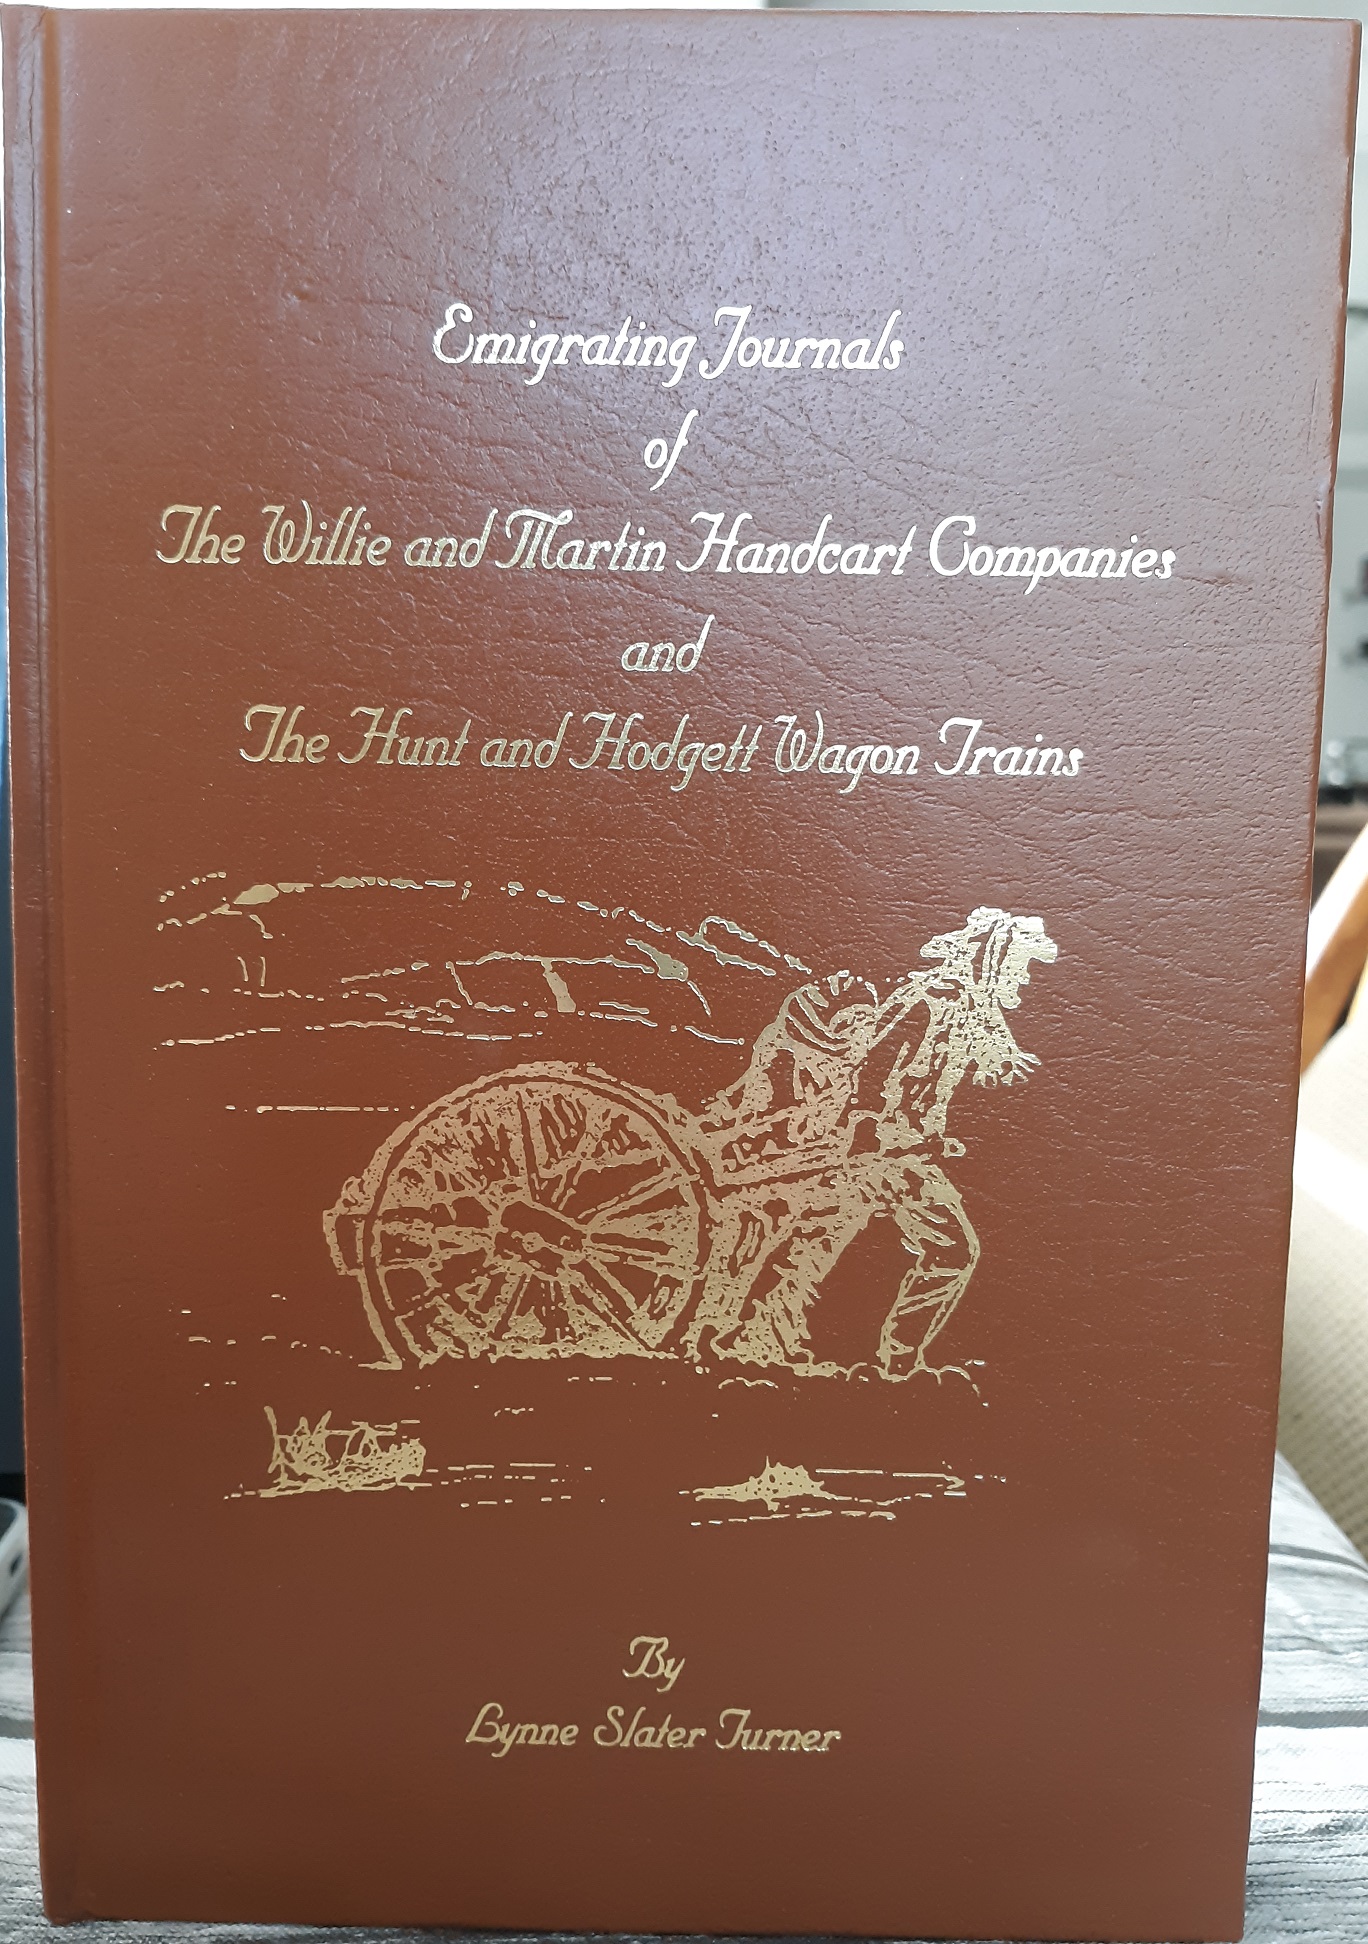 Emigrating Journals
of
The Willie and Martin Handcart Companies
and
The Hunt and Hodgett Wagon Trains
By
Lynne Slater Turner